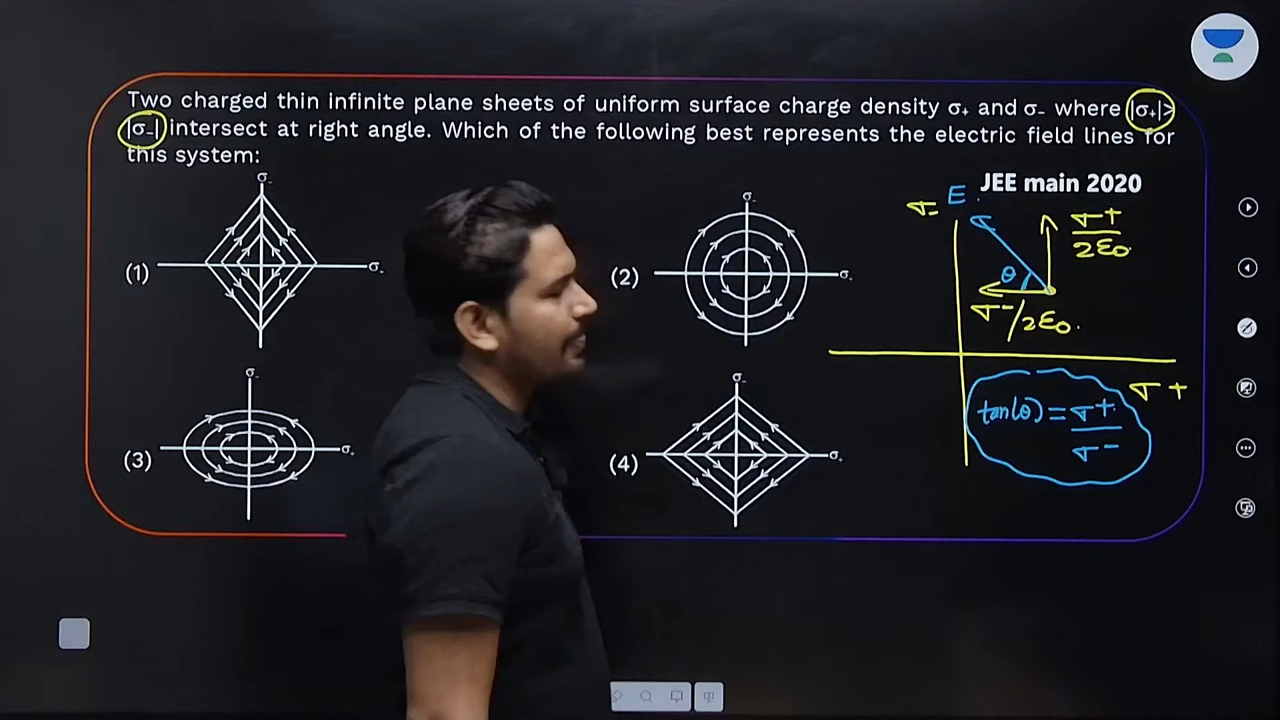 Two charged thin infinite plane sheets of uniform surface charge density σ₊ and σ₋ where |σ₊|>
|σ₋| intersect at right angle. Which of the following best represents the electric field lines for
this system:
JEE main 2020
(1)
σ₋
σ₊
(2)
σ₋
σ₊
(3)
σ₋
σ₊
(4)
σ₋
σ₊
σ-
E
σ+
2ε₀
θ
σ-/2ε₀
σ+
tan(θ) = σ+
σ-